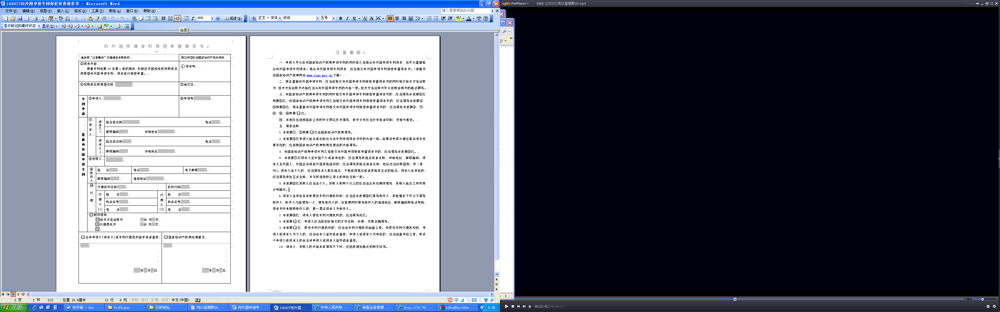 100027向外国申请专利保密审查请求书 - Microsoft Word
文件(F) 编辑(E) 视图(V) 插入(I) 格式(O) 工具(T) 表格(A) 窗口(W) 帮助(H)
键入需要帮助的问题
80%
阅读(R)
正文 + 宋体
宋体
五号
显示标记的最终状态 显示(S)
绘图
向外国申请专利保密审查请求书
请按照“注意事项”正确填写本表各栏
第①和②栏由国家知识产权局填写
③请求内容
根据专利法第20条第1款的规定，拟就在中国完成的发明或实
用新型向外国申请专利，请求进行保密审查。
①请求号：
④发明或实用新型名称
②递交日：
专利申请
⑤申请人
⑥申请号
直接向外国申请专利
⑦请求人
请求人1
姓名或名称 电话
邮政编码 详细地址
请求人2
姓名或名称 电话
邮政编码 详细地址
⑧发明人
⑨收件人
姓 名 电话 电子邮箱
邮政编码 通信地址
⑩代理
代理机构名称 机构代码
代理人(1)
姓 名
执业证号
电 话
代理人(2)
姓 名
执业证号
电 话
⑪附件清单
技术方案说明书 份 共 页
代理委托书 份 共 页
⑫全体申请人(请求人)或专利代理机构签字或者盖章
年 月 日
⑬国家知识产权局处理意见
年 月 日
注意事项
一、申请人可以在向国家知识产权局申请专利的同时或之后提出向外国申请专利请求，也可以直接提
出向外国申请专利请求。提出向外国申请专利请求，应当提交向外国申请专利保密审查请求书。（表格可
在国家知识产权局网站 www.sipo.gov.cn 下载）
二、准备直接向外国申请专利，应当在提交向外国申请专利保密审查请求书的同时提交技术方案说明
书，技术方案说明书内容应当与向外国申请专利的内容一致。技术方案说明书可以参照说明书的格式撰写。
三、向国家知识产权局申请专利的同时提交向外国申请专利保密审查请求书的，应当填写本表第④栏
和第⑤栏；向国家知识产权局申请专利之后提交向外国申请专利保密审查请求书的，应当填写本表第④、
⑤和第⑥栏；准备直接向外国申请专利提交向外国申请专利保密审查请求书的，应当填写本表第④、⑦、
⑧、⑨、⑩和第⑪栏。
四、本表应当使用国家公布的中文简化汉字填写，表中文字应当打字或者印刷，字迹为黑色。
五、填表说明
1.本表第①、②和第⑬栏由国家知识产权局填写。
2.本表第⑤栏申请人姓名或名称应与该专利申请请求书中的内容一致。如果该申请办理过著录项目变
更手续的，应按照国家知识产权局批准变更后的内容填写。
3．向国家知识产权局申请专利之后提交向外国申请保密审查请求书的，应当填写本表第⑥栏。
4．本表第⑦栏请求人是中国个人或者单位的，应当填写其姓名或者名称、详细地址、邮政编码；请
求人是外国人、外国企业或者外国其他组织的，应当填写其姓名或者名称，地址应当注明国别、市（县、
州）。请求人是个人的，应当填写本人真实姓名，不得使用笔名或者其他非正式的姓名；请求人是单位的，
应当填写单位正式全称，并与所使用的公章上的单位名称一致。
5.本表第⑧栏发明人应当是个人。发明人有两个以上的应当自左向右顺序填写，发明人姓名之间可用
分号隔开。
6.请求人是单位且没有委托专利代理机构的，应当在本表第⑨栏填写收件人，其他情形下可以不填写
收件人，收件人只能填写一人，填写收件人的，还需要同时填写收件人的通信地址、邮政编码和电话号码；
请求书中未指明收件人的，第一署名请求人为收件人。
7.本表第⑩栏，请求人委托专利代理机构的，应当填写此栏。
8.本表第⑪栏，申请人应当按实际提交的文件名称、份数、页数正确填写。
9.本表第⑫栏，委托专利代理机构的，应当由专利代理机构加盖公章。未委托专利代理机构的，申
请人或请求人为个人的，应当由本人签字或者盖章；申请人或请求人为单位的，应当加盖单位公章；有多
个申请人或请求人的由全体申请人或请求人签字或者盖章。
10．请求人、发明人的内容本表填写不下时，应使用规定格式的附页续写。
100027
2 页 2 节 2/2 位置 16.6厘米 21 行 6 列 录制 修订 扩展 改写 中文(中国)
开始 收件箱 - Out... PotPlayer 行政审批 何以笙箫默28... 向外国申请专... 100027向外国... 中华人民共和... 审查业务管理... http://10.75.... c16ad6ba-444c... 9:46
PotPlayer MP4 [27/31] 何以笙箫默28.mp4
00:22:42 / 00:45:11